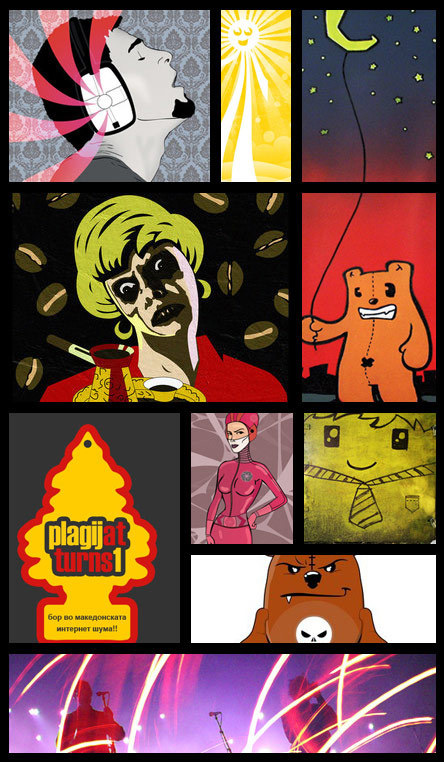 plagijat
turns1
бор во македонската
интернет шума!!